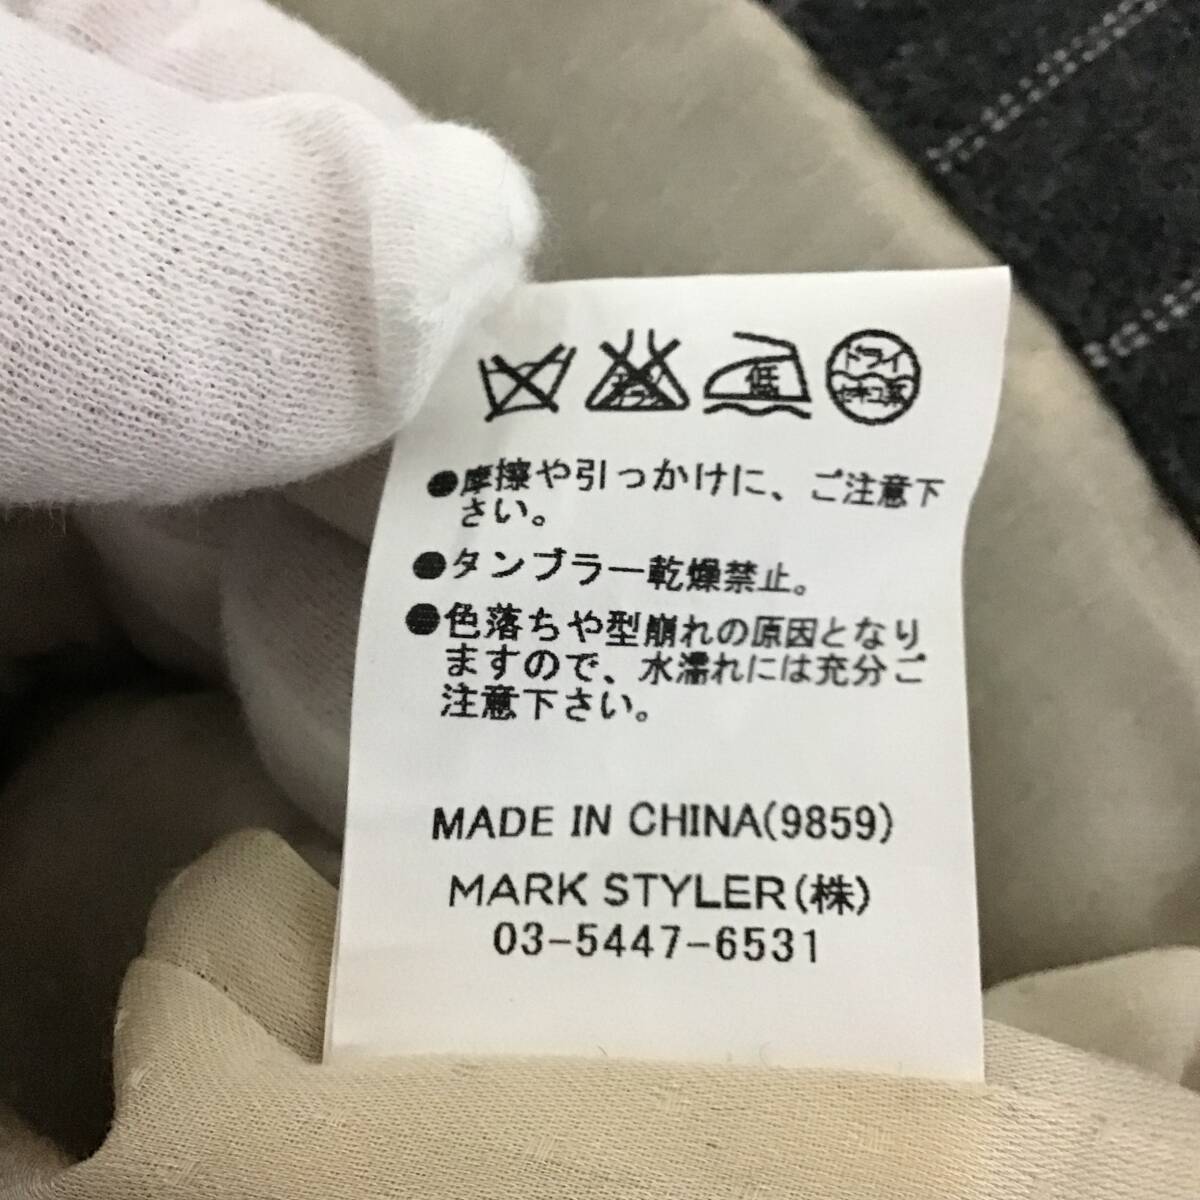 低
ドライ
セキユ系
●摩擦や引っかけに、ご注意下
さい。
●タンブラー乾燥禁止。
●色落ちや型崩れの原因となり
ますので、水濡れには充分ご
注意下さい。
MADE IN CHINA(9859)
MARK STYLER(株)
03-5447-6531